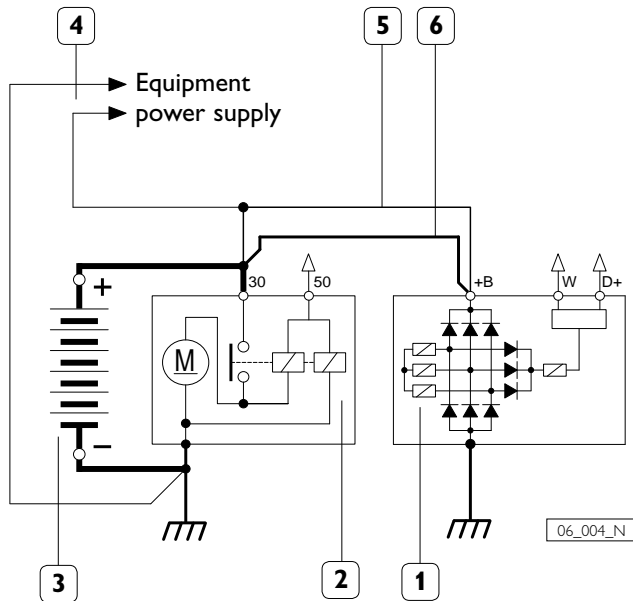 4
5
6
Equipment
power supply
30
50
+B
W
D+
+
M
−
06_004_N
3
2
1